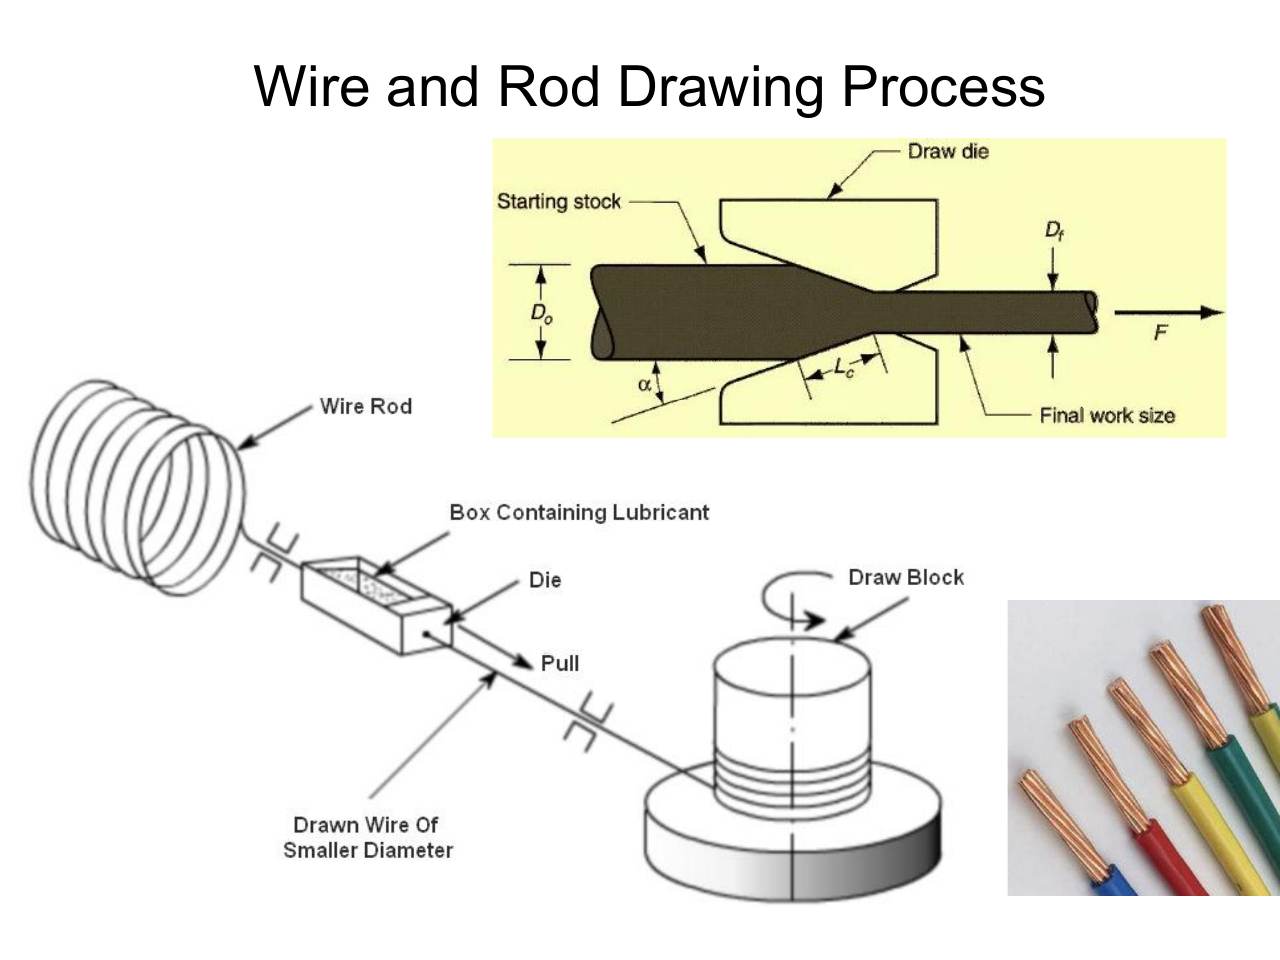 Wire and Rod Drawing Process
Draw die
Starting stock
Df
Do
F
α
Lc
Final work size
Wire Rod
Box Containing Lubricant
Die
Draw Block
Pull
Drawn Wire Of
Smaller Diameter